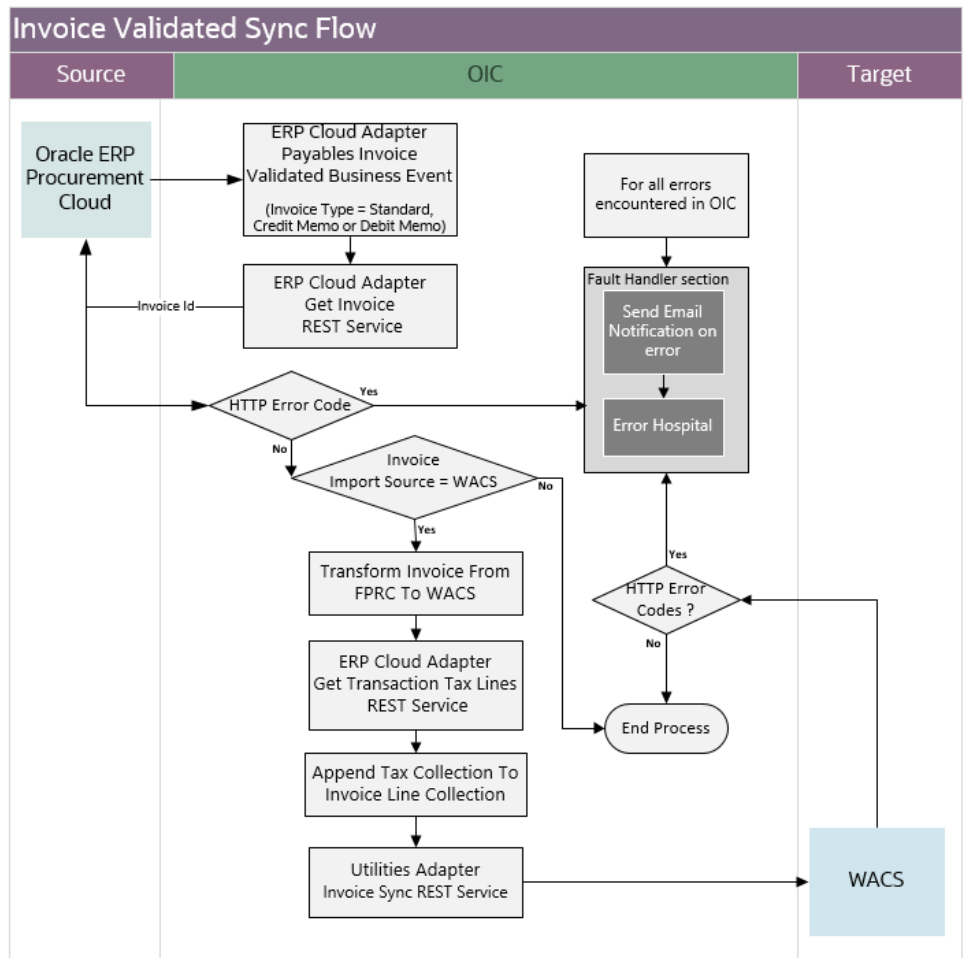 Invoice Validated Sync Flow
Source
OIC
Target
Oracle ERP
Procurement
Cloud
ERP Cloud Adapter
Payables Invoice
Validated Business Event
(Invoice Type = Standard,
Credit Memo or Debit Memo)
For all errors
encountered in OIC
ERP Cloud Adapter
Get Invoice
REST Service
Invoice Id
Fault Handler section
Send Email
Notification on
error
Error Hospital
HTTP Error Code
Yes
No
Invoice
Import Source = WACS
No
Yes
Transform Invoice From
FPRC To WACS
Yes
HTTP Error
Codes ?
No
ERP Cloud Adapter
Get Transaction Tax Lines
REST Service
End Process
Append Tax Collection To
Invoice Line Collection
Utilities Adapter
Invoice Sync REST Service
WACS